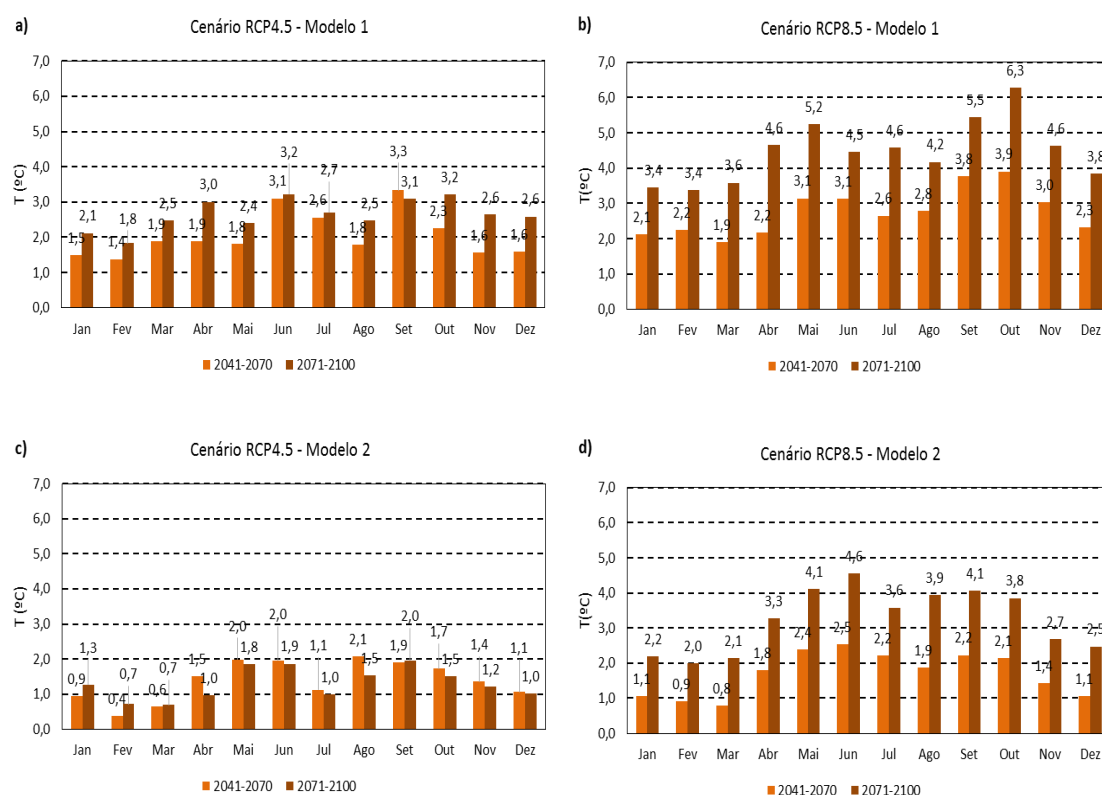 a)
Cenário RCP4.5 - Modelo 1
T (ºC)
7,0
6,0
5,0
4,0
3,0
2,0
1,0
0,0
1,5 2,1 1,4 1,8 1,9 2,5 1,9 3,0 1,8 2,4 3,1 3,2 2,6 2,7 1,8 2,5 3,3 3,1 2,3 3,2 1,6 2,6 1,6 2,6
Jan Fev Mar Abr Mai Jun Jul Ago Set Out Nov Dez
2041-2070 2071-2100
b)
Cenário RCP8.5 - Modelo 1
T(ºC)
7,0
6,0
5,0
4,0
3,0
2,0
1,0
0,0
2,1 3,4 2,2 3,4 1,9 3,6 2,2 4,6 3,1 5,2 3,1 4,5 2,6 4,6 2,8 4,2 3,8 5,5 3,9 6,3 3,0 4,6 2,3 3,8
Jan Fev Mar Abr Mai Jun Jul Ago Set Out Nov Dez
2041-2070 2071-2100
c)
Cenário RCP4.5 - Modelo 2
T (ºC)
7,0
6,0
5,0
4,0
3,0
2,0
1,0
0,0
0,9 1,3 0,4 0,7 0,6 0,7 1,5 1,0 2,0 1,8 2,0 1,9 1,1 1,0 2,1 1,5 1,9 2,0 1,7 1,5 1,4 1,2 1,1 1,0
Jan Fev Mar Abr Mai Jun Jul Ago Set Out Nov Dez
2041-2070 2071-2100
d)
Cenário RCP8.5 - Modelo 2
T(ºC)
7,0
6,0
5,0
4,0
3,0
2,0
1,0
0,0
1,1 2,2 0,9 2,0 0,8 2,1 1,8 3,3 2,4 4,1 2,5 4,6 2,2 3,6 1,9 3,9 2,2 4,1 2,1 3,8 1,4 2,7 1,1 2,5
Jan Fev Mar Abr Mai Jun Jul Ago Set Out Nov Dez
2041-2070 2071-2100